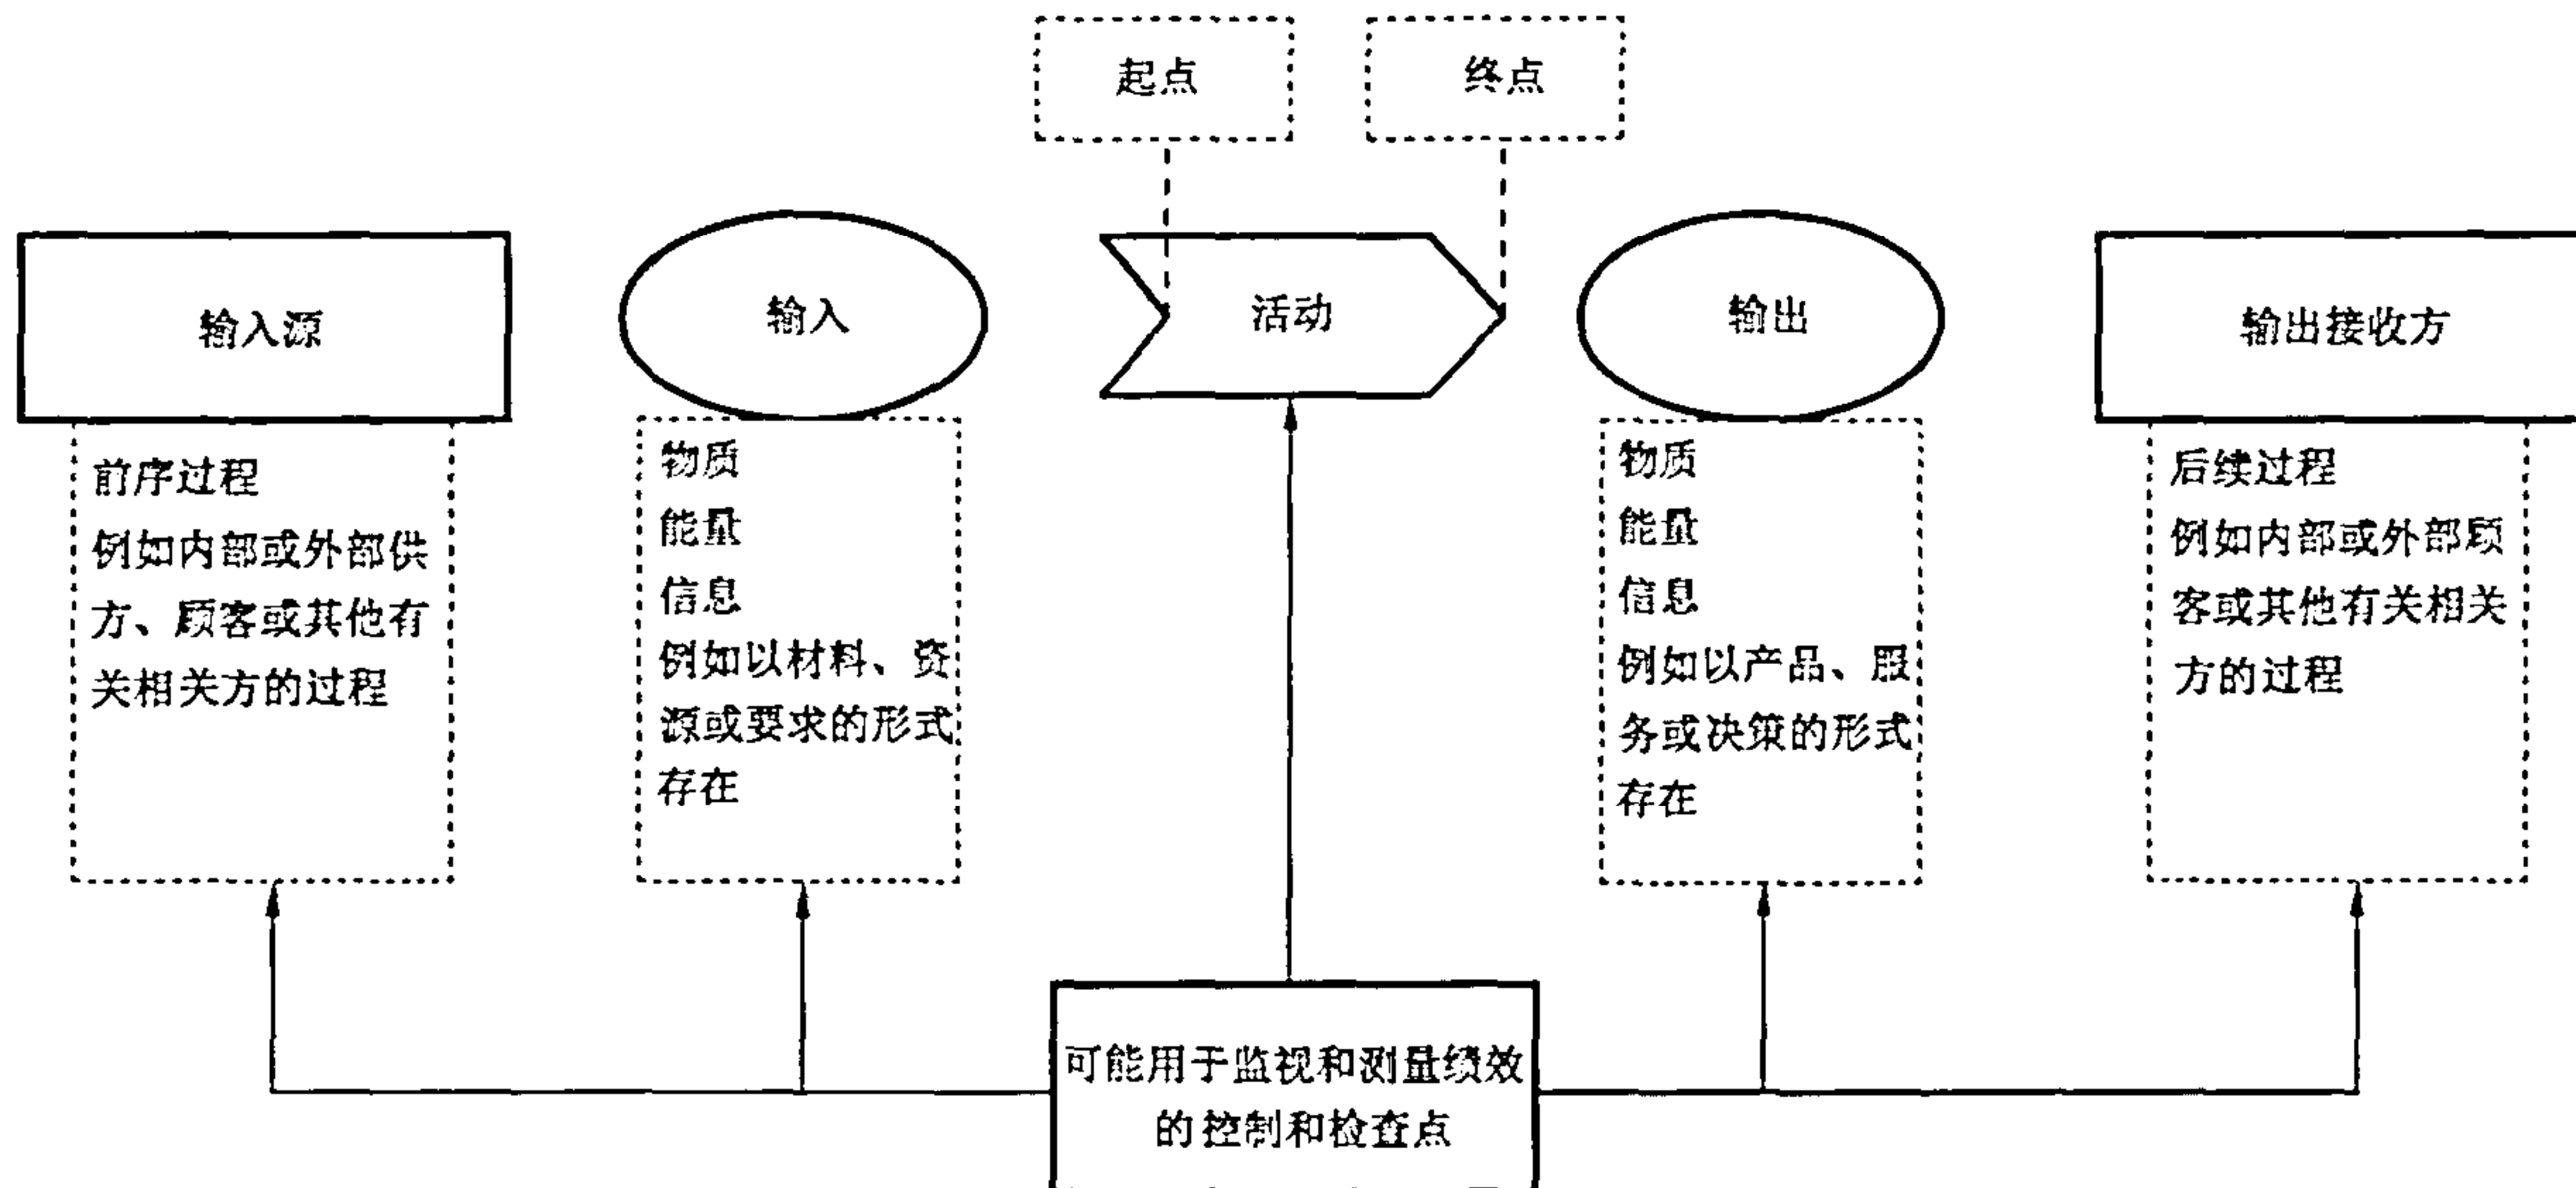 起点
终点
输入源
输入
活动
输出
输出接收方
前序过程
例如内部或外部供
方、顾客或其他有
关相关方的过程
物质
能量
信息
例如以材料、资
源或要求的形式
存在
物质
能量
信息
例如以产品、服
务或决策的形式
存在
后续过程
例如内部或外部顾
客或其他有关相关
方的过程
可能用于监视和测量绩效
的控制和检查点